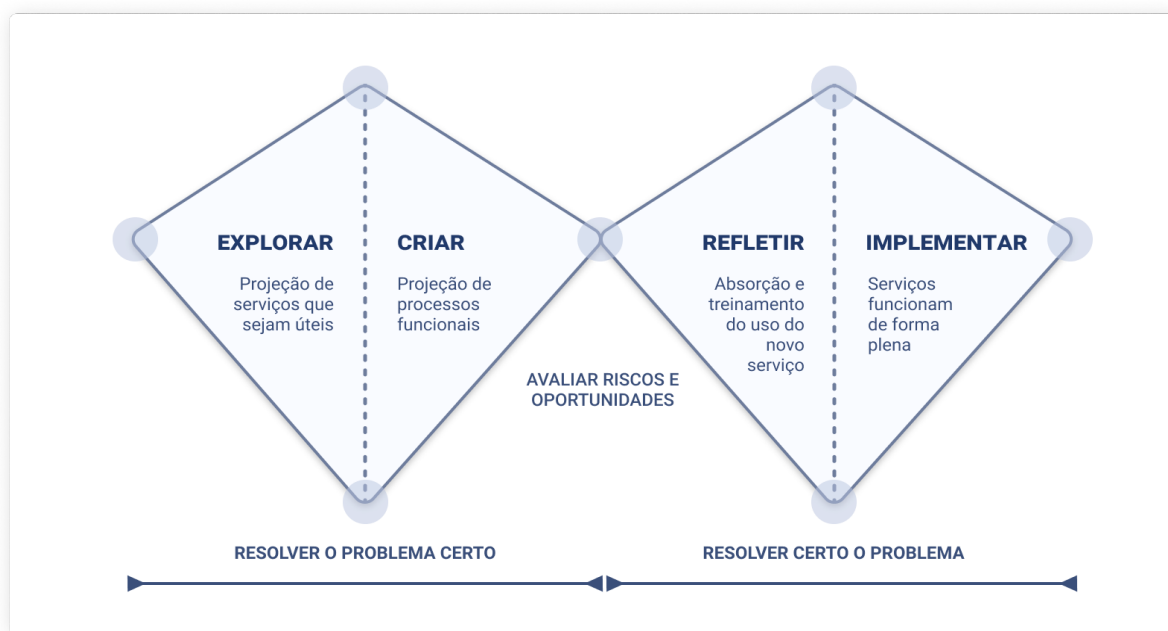 EXPLORAR
Projeção de
serviços que
sejam úteis
CRIAR
Projeção de
processos
funcionais
AVALIAR RISCOS E
OPORTUNIDADES
REFLETIR
Absorção e
treinamento
do uso do
novo
serviço
IMPLEMENTAR
Serviços
funcionam
de forma
plena
RESOLVER O PROBLEMA CERTO
RESOLVER CERTO O PROBLEMA